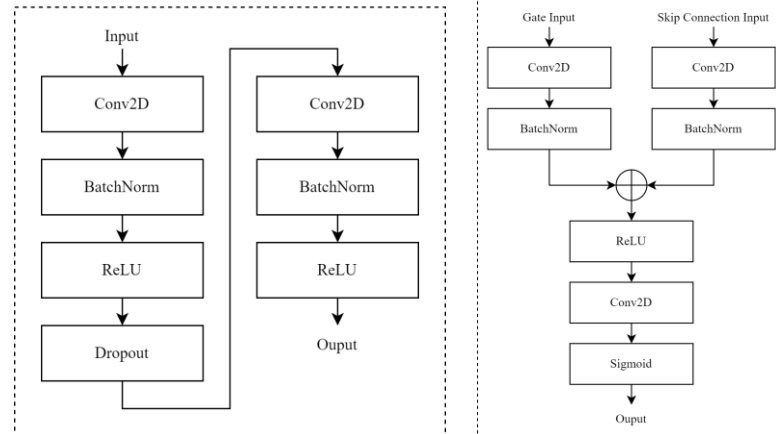 Input
Conv2D
BatchNorm
ReLU
Dropout
Conv2D
BatchNorm
ReLU
Ouput
Gate Input
Skip Connection Input
Conv2D
Conv2D
BatchNorm
BatchNorm
ReLU
Conv2D
Sigmoid
Ouput